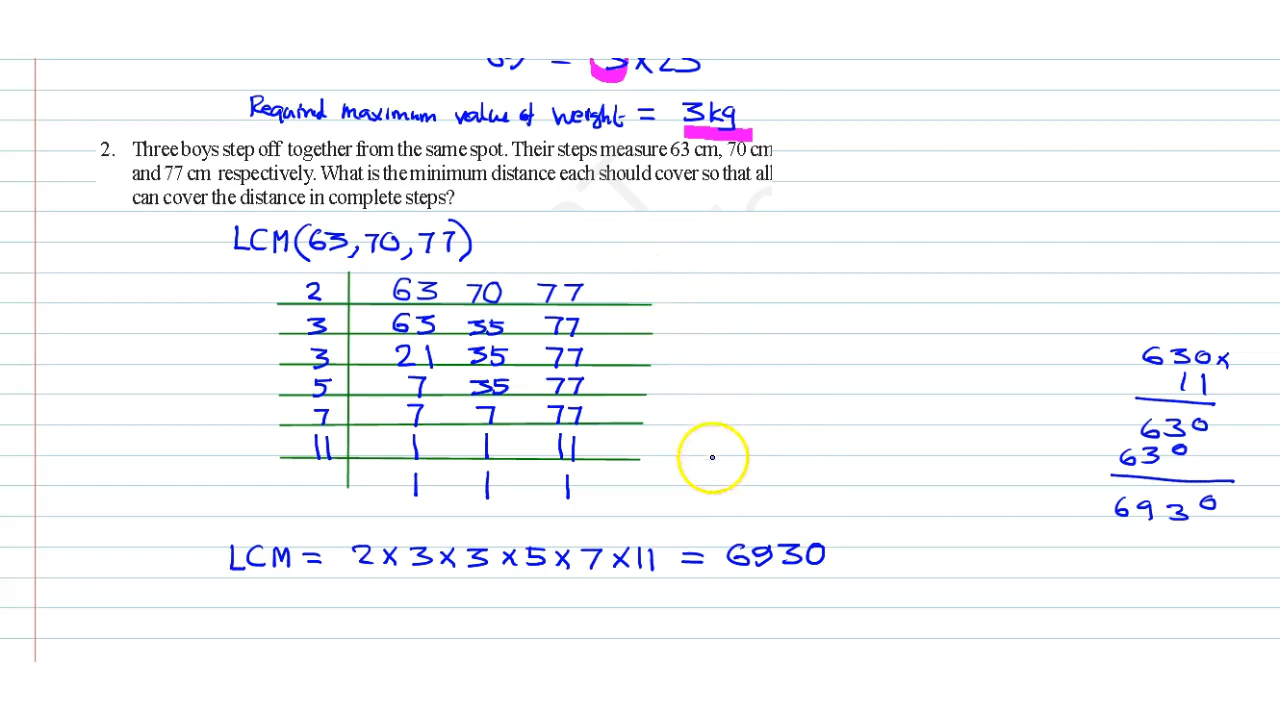 69 = 3 x 23
Required maximum value of weight = 3kg
2. Three boys step off together from the same spot. Their steps measure 63 cm, 70 cm
and 77 cm respectively. What is the minimum distance each should cover so that all
can cover the distance in complete steps?
LCM(63,70,77)
2 63 70 77
3 63 35 77
3 21 35 77
5 7 35 77
7 7 7 77
11 1 1 11
1 1 1
LCM = 2 x 3 x 3 x 5 x 7 x 11 = 6930
630x
11
630
630
6930